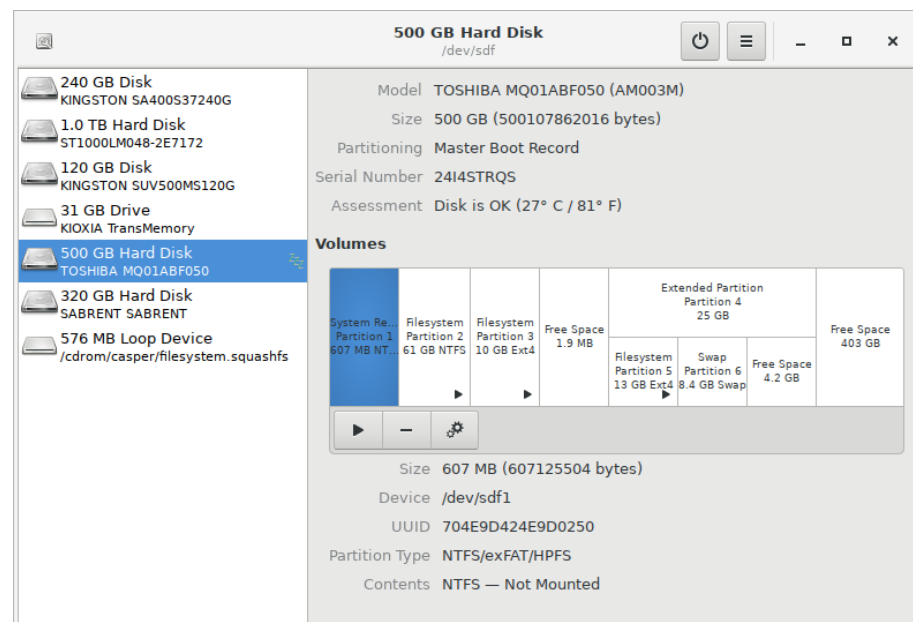 500 GB Hard Disk
/dev/sdf
240 GB Disk
KINGSTON SA400S37240G
1.0 TB Hard Disk
ST1000LM048-2E7172
120 GB Disk
KINGSTON SUV500MS120G
31 GB Drive
KIOXIA TransMemory
500 GB Hard Disk
TOSHIBA MQ01ABF050
320 GB Hard Disk
SABRENT SABRENT
576 MB Loop Device
/cdrom/casper/filesystem.squashfs
Model TOSHIBA MQ01ABF050 (AM003M)
Size 500 GB (500107862016 bytes)
Partitioning Master Boot Record
Serial Number 24I4STRQS
Assessment Disk is OK (27° C / 81° F)
Volumes
System Re...
Partition 1
607 MB NT...
Filesystem
Partition 2
61 GB NTFS
Filesystem
Partition 3
10 GB Ext4
Free Space
1.9 MB
Extended Partition
Partition 4
25 GB
Filesystem
Partition 5
13 GB Ext4
Swap
Partition 6
8.4 GB Swap
Free Space
4.2 GB
Free Space
403 GB
Size 607 MB (607125504 bytes)
Device /dev/sdf1
UUID 704E9D424E9D0250
Partition Type NTFS/exFAT/HPFS
Contents NTFS — Not Mounted